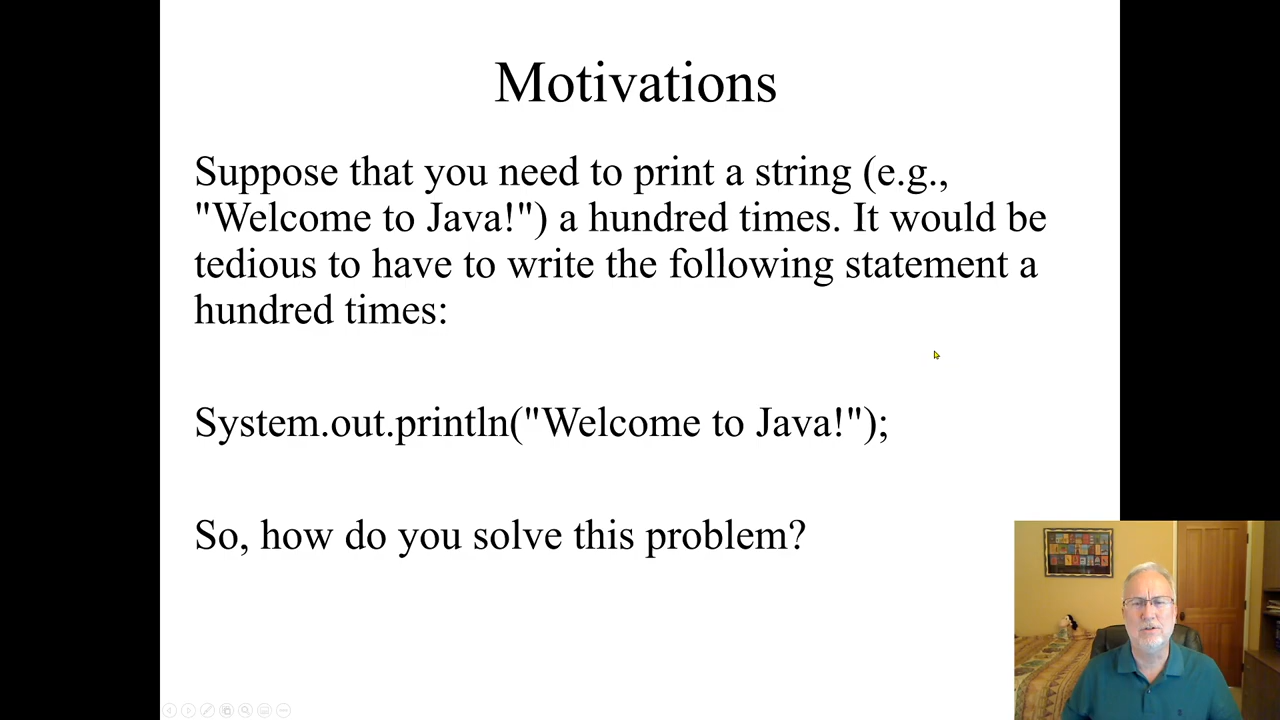 Motivations
Suppose that you need to print a string (e.g.,
"Welcome to Java!") a hundred times. It would be
tedious to have to write the following statement a
hundred times:
System.out.println("Welcome to Java!");
So, how do you solve this problem?